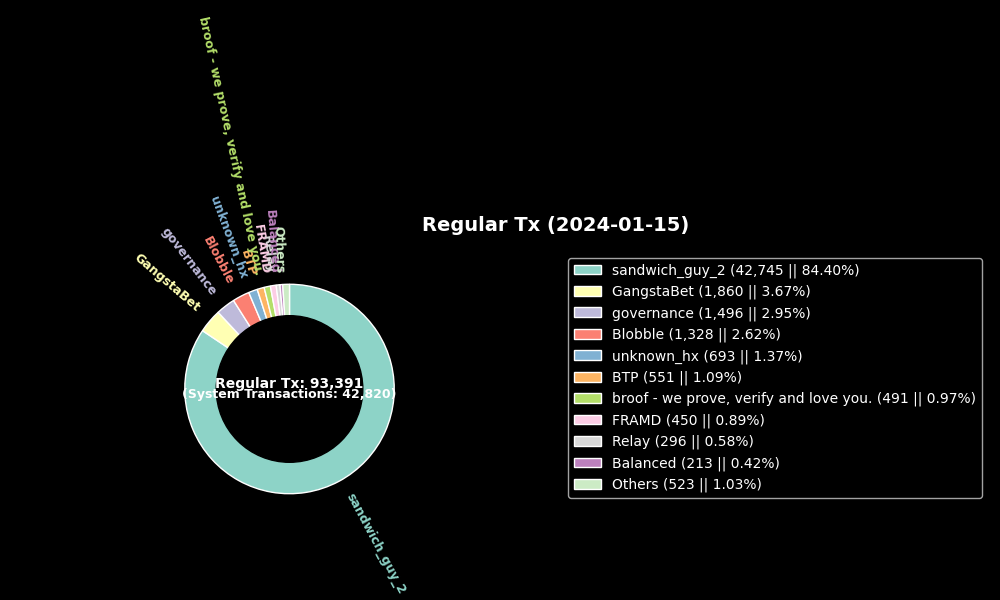 broof - we prove, verify and love you.
unknown_hx
Balanced
governance
Blobble
BTP
FRAMD
Others
GangstaBet
Regular Tx (2024-01-15)
sandwich_guy_2 (42,745 || 84.40%)
GangstaBet (1,860 || 3.67%)
governance (1,496 || 2.95%)
Blobble (1,328 || 2.62%)
unknown_hx (693 || 1.37%)
BTP (551 || 1.09%)
broof - we prove, verify and love you. (491 || 0.97%)
FRAMD (450 || 0.89%)
Relay (296 || 0.58%)
Balanced (213 || 0.42%)
Others (523 || 1.03%)
Regular Tx: 93,391
(System Transactions: 42,820)
sandwich_guy_2